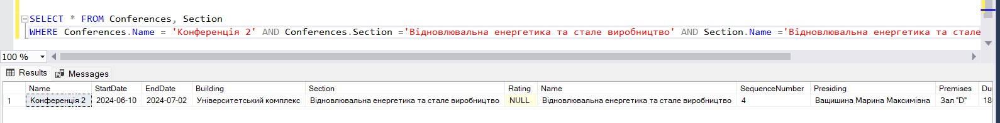 SELECT * FROM Conferences, Section
WHERE Conferences.Name = 'Конференція 2' AND Conferences.Section ='Відновлювальна енергетика та стале виробництво' AND Section.Name ='Відновлювальна енергетика та стале
100 %
Results Messages
Name StartDate EndDate Building Section Rating Name SequenceNumber Presiding Premises Du
1 Конференція 2 2024-06-10 2024-07-02 Університетський комплекс Відновлювальна енергетика та стале виробництво NULL Відновлювальна енергетика та стале виробництво 4 Ващишина Марина Максимівна Зал "D" 18